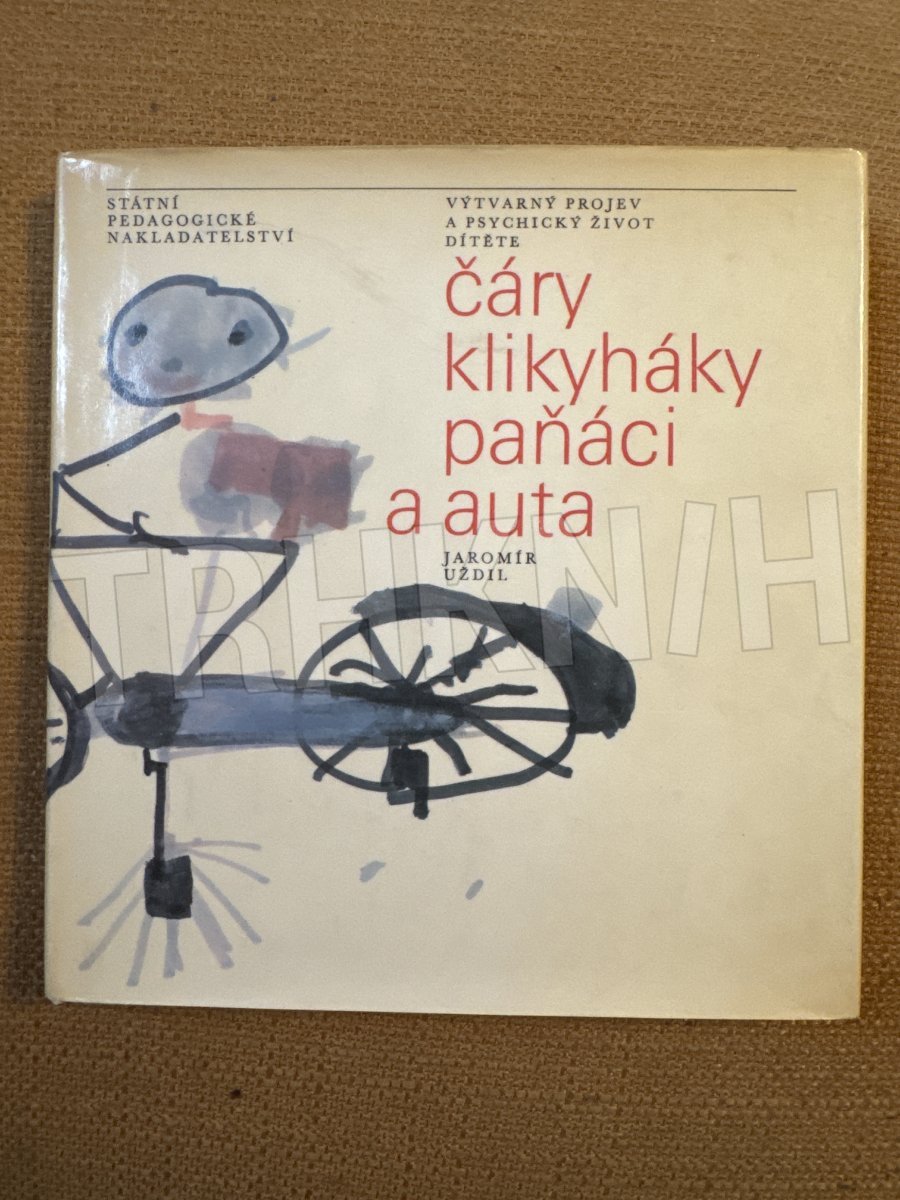 STÁTNÍ
PEDAGOGICKÉ
NAKLADATELSTVÍ
VÝTVARNÝ PROJEV
A PSYCHICKÝ ŽIVOT
DÍTĚTE
čáry
klikyháky
paňáci
a auta
JAROMÍR
UŽDIL
TRHKNIH